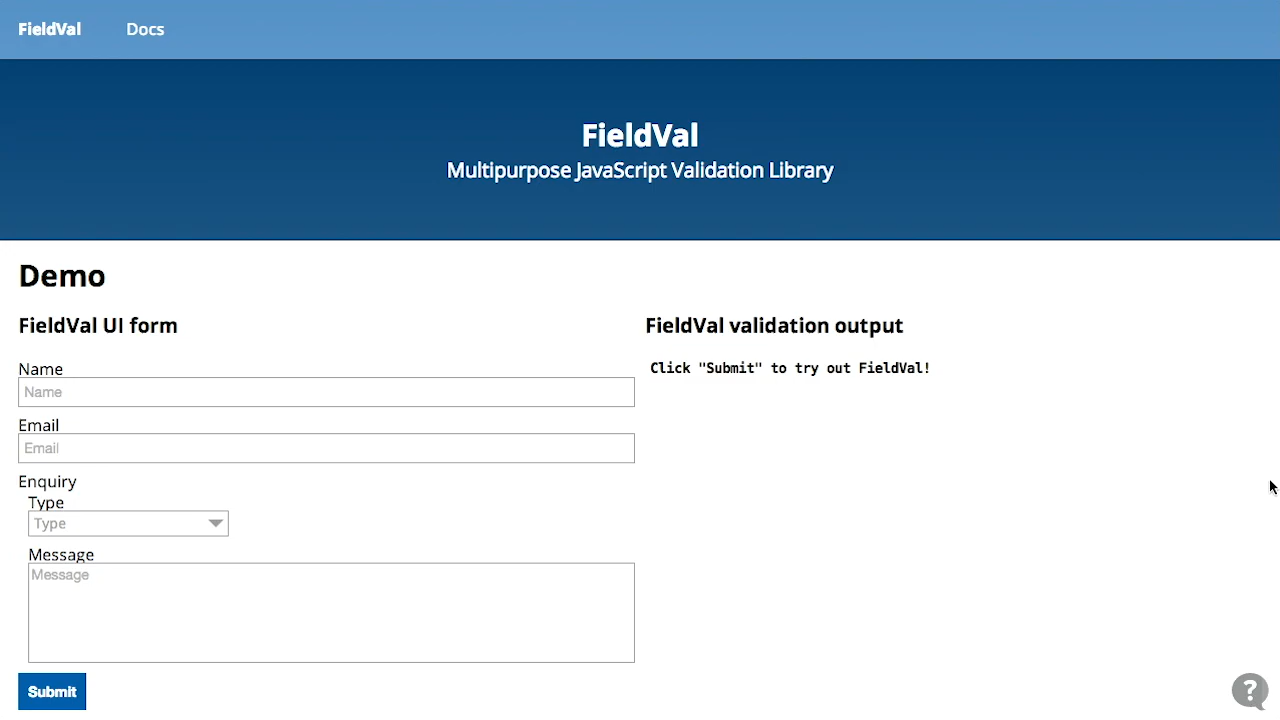 FieldVal Docs
FieldVal
Multipurpose JavaScript Validation Library
Demo
FieldVal UI form
Name
Name
Email
Email
Enquiry
Type
Type
Message
Message
Submit
FieldVal validation output
Click "Submit" to try out FieldVal!
?